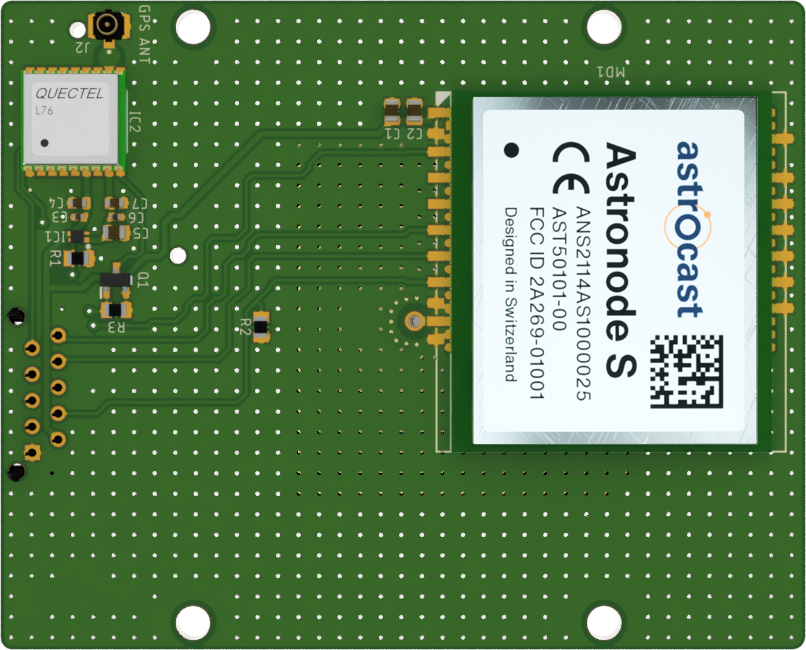 GPS ANT
J2
QUECTEL
L76
IC2
MD1
C1 C2
C4
C7
C3
C6
IC1
C5
R1
Q1
R3
R2
astrocast
Astronode S
CE
ANS2114AS1000025
AST50101-00
FCC ID 2A269-01001
Designed in Switzerland